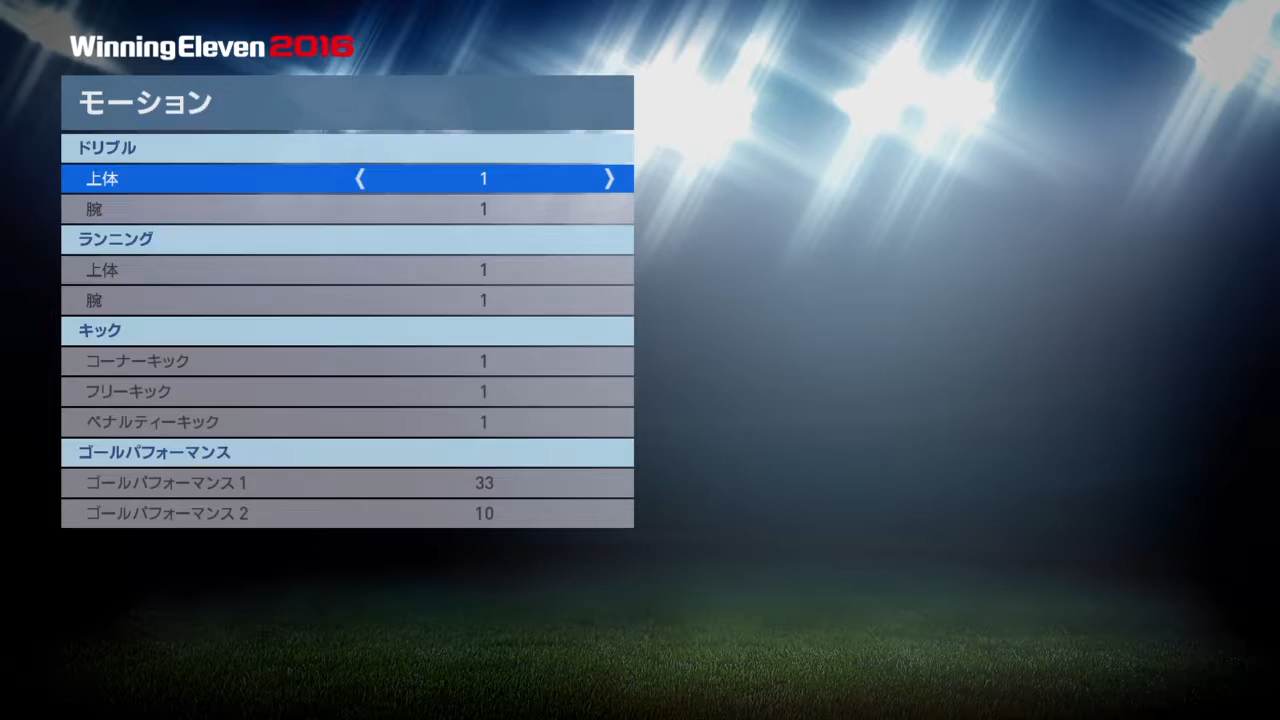 WinningEleven 2016
モーション
ドリブル
上体 《 1 》
腕 1
ランニング
上体 1
腕 1
キック
コーナーキック 1
フリーキック 1
ペナルティーキック 1
ゴールパフォーマンス
ゴールパフォーマンス 1 33
ゴールパフォーマンス 2 10